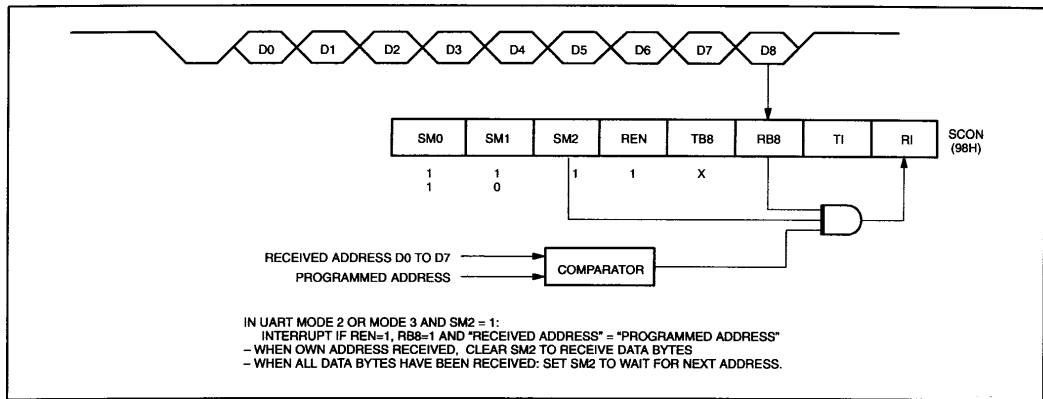 D0 D1 D2 D3 D4 D5 D6 D7 D8
SM0 SM1 SM2 REN TB8 RB8 TI RI
SCON
(98H)
1 1 1 1 X
1 0
RECEIVED ADDRESS D0 TO D7
PROGRAMMED ADDRESS
COMPARATOR
IN UART MODE 2 OR MODE 3 AND SM2 = 1:
INTERRUPT IF REN=1, RB8=1 AND "RECEIVED ADDRESS" = "PROGRAMMED ADDRESS"
– WHEN OWN ADDRESS RECEIVED, CLEAR SM2 TO RECEIVE DATA BYTES
– WHEN ALL DATA BYTES HAVE BEEN RECEIVED: SET SM2 TO WAIT FOR NEXT ADDRESS.